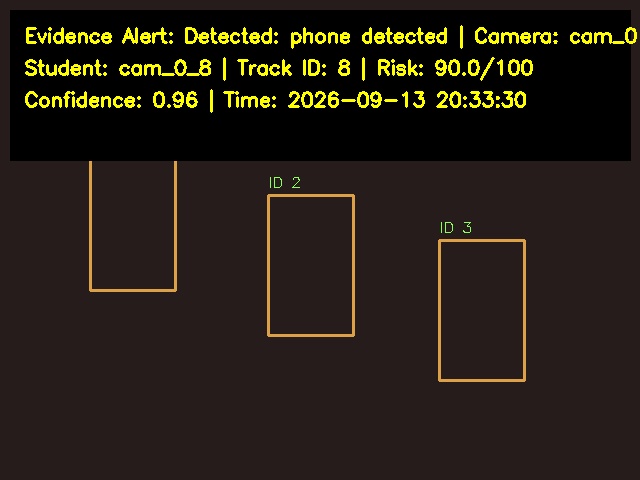 Evidence Alert: Detected: phone detected | Camera: cam_0
Student: cam_0_8 | Track ID: 8 | Risk: 90.0/100
Confidence: 0.96 | Time: 2026-09-13 20:33:30
ID 2
ID 3